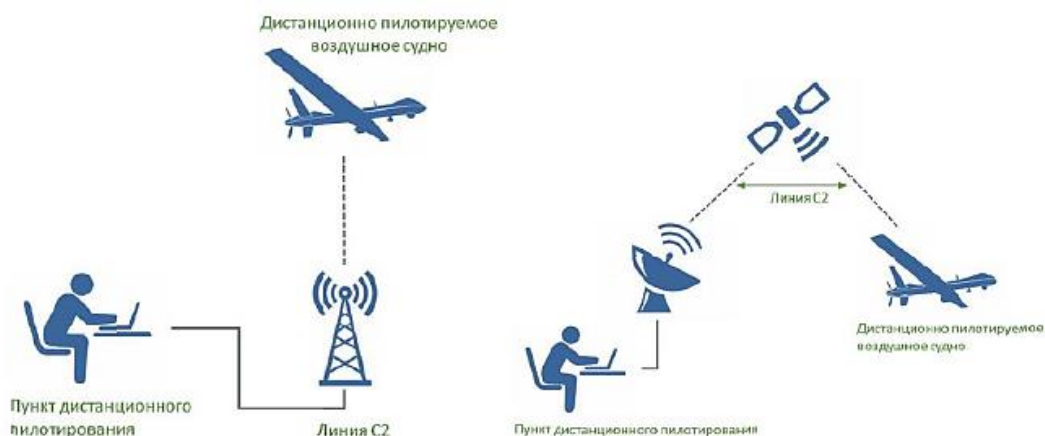 Дистанционно пилотируемое
воздушное судно
Пункт дистанционного
пилотирования
Линия С2
Линия С2
Дистанционно пилотируемое
воздушное судно
Пункт дистанционного пилотирования